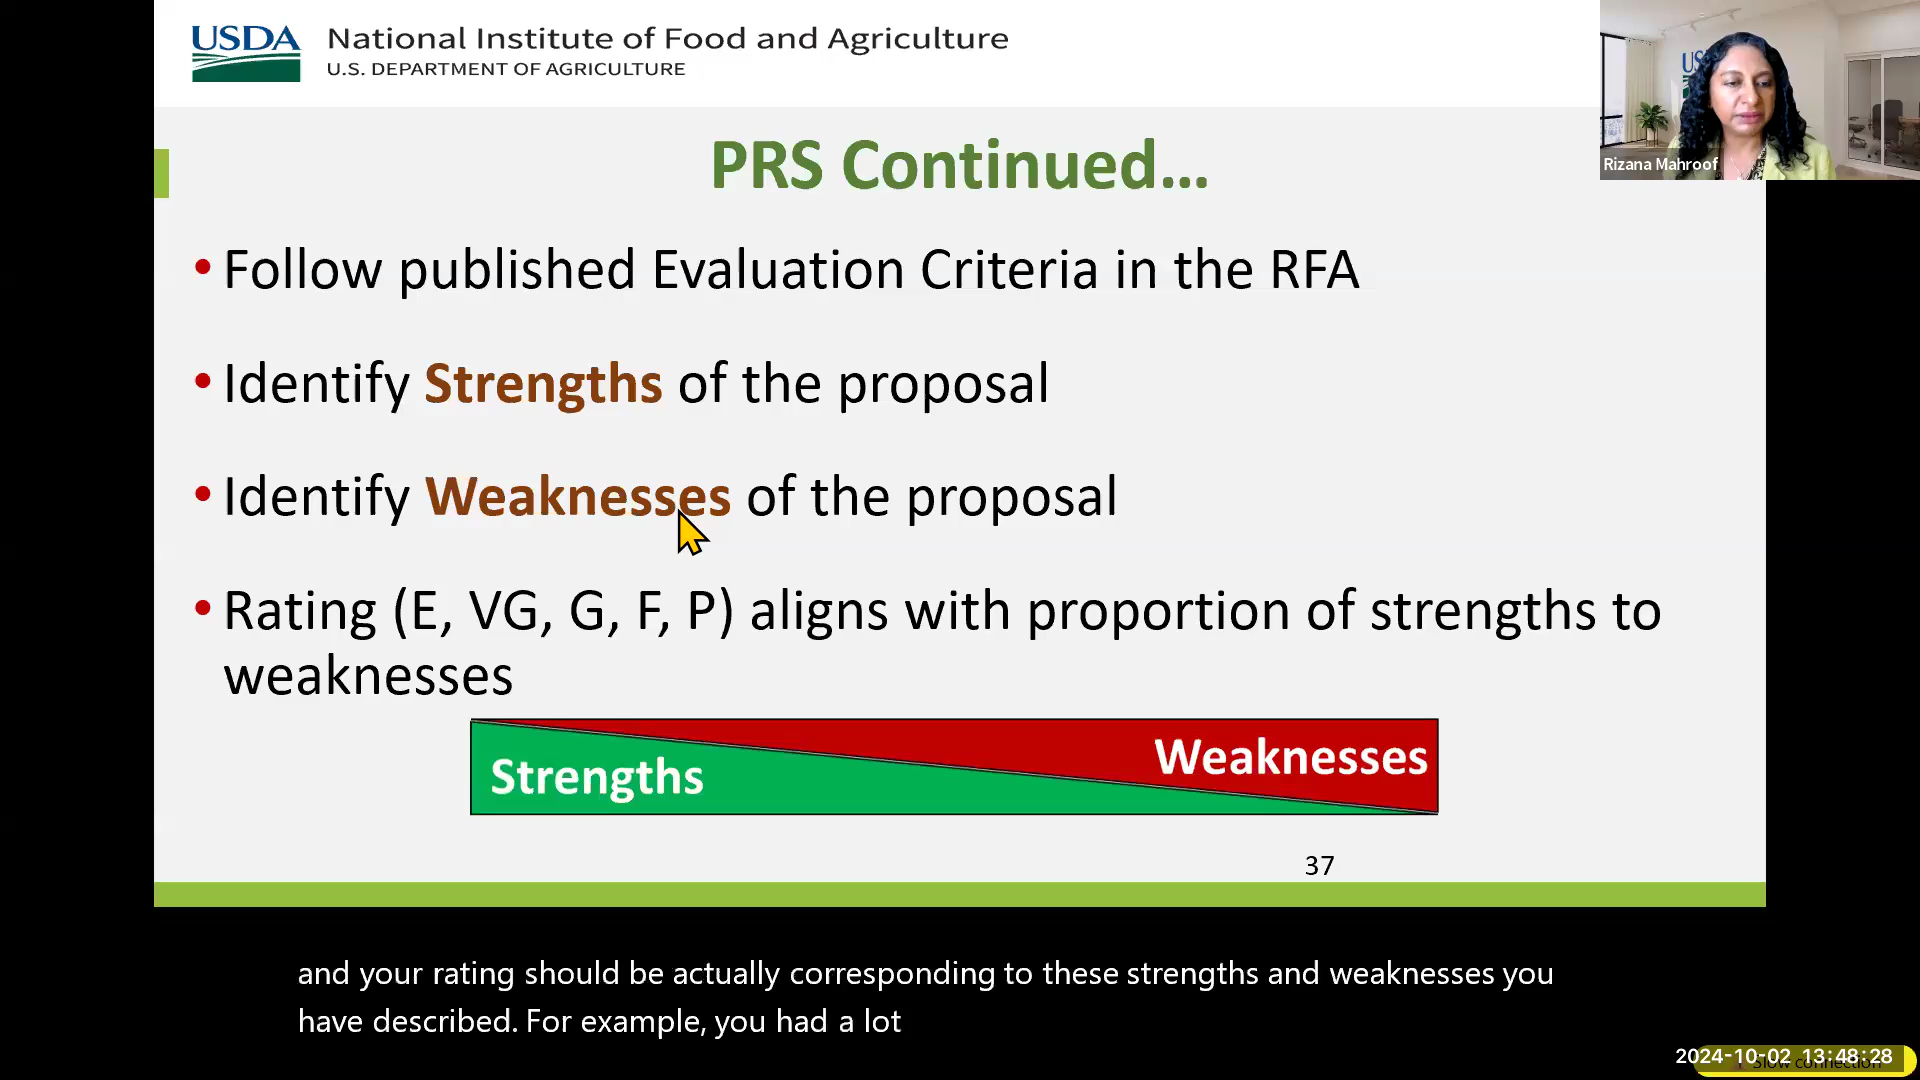 USDA
National Institute of Food and Agriculture
U.S. DEPARTMENT OF AGRICULTURE
US
Rizana Mahroof
PRS Continued...
• Follow published Evaluation Criteria in the RFA
• Identify Strengths of the proposal
• Identify Weaknesses of the proposal
• Rating (E, VG, G, F, P) aligns with proportion of strengths to
weaknesses
Strengths
Weaknesses
37
and your rating should be actually corresponding to these strengths and weaknesses you
have described. For example, you had a lot
2024-10-02 13:48:28
Slow connection